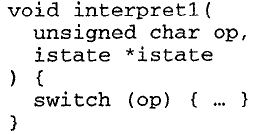 void interpret1(
  unsigned char op,
  istate *istate
) {
  switch (op) { … }
}